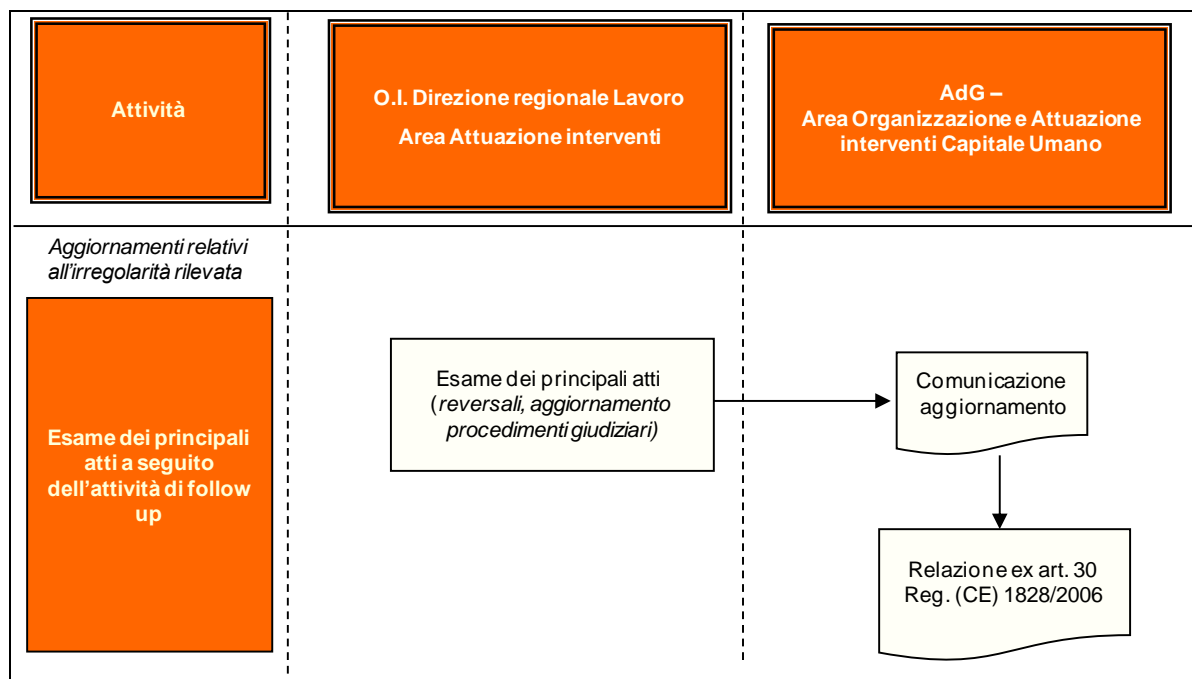 Attività
O.I. Direzione regionale Lavoro
Area Attuazione interventi
AdG –
Area Organizzazione e Attuazione
interventi Capitale Umano
Aggiornamenti relativi
all'irregolarità rilevata
Esame dei principali
atti a seguito
dell'attività di follow
up
Esame dei principali atti
(reversali, aggiornamento
procedimenti giudiziari)
Comunicazione
aggiornamento
Relazione ex art. 30
Reg. (CE) 1828/2006